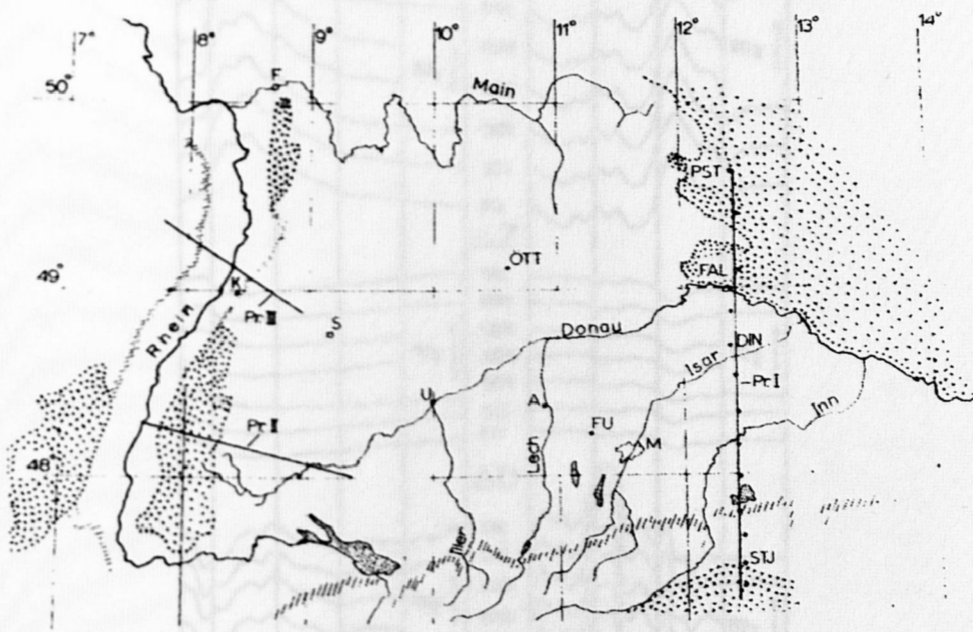 7° 8° 9° 10° 11° 12° 13° 14°
50°
F
Main
PST
49°
ÖTT
FAL
K
Pr. III
S
Rhein
Donau
DIN
Isar
Pr. I
U
A
Inn
Pr. II
FU
M
Lech
48
Iller
STJ